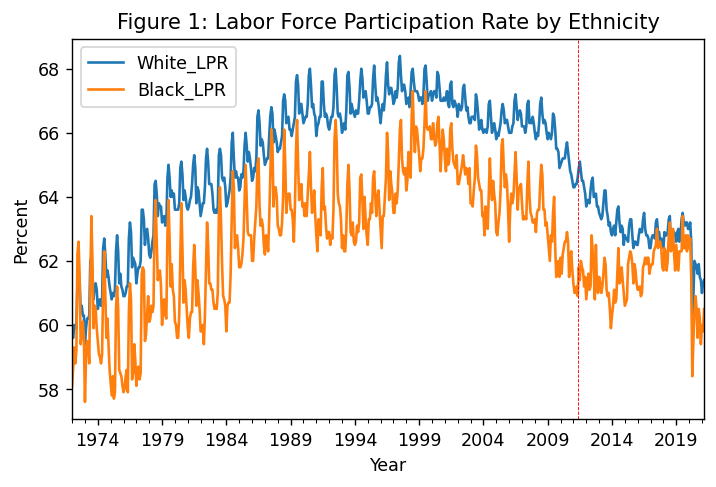 Figure 1: Labor Force Participation Rate by Ethnicity
White_LPR
Black_LPR
Percent
68
66
64
62
60
58
1974 1979 1984 1989 1994 1999 2004 2009 2014 2019
Year